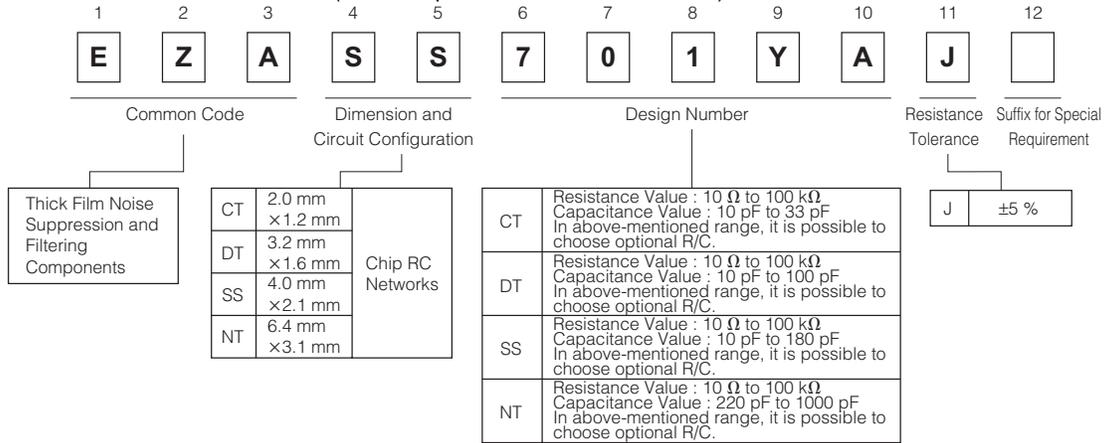 1 2 3 4 5 6 7 8 9 10 11 12
E Z A S S 7 0 1 Y A J
Common Code
Dimension and
Circuit Configuration
Design Number
Resistance
Tolerance
Suffix for Special
Requirement
Thick Film Noise
Suppression and
Filtering
Components
CT
2.0 mm
×1.2 mm
DT
3.2 mm
×1.6 mm
SS
4.0 mm
×2.1 mm
NT
6.4 mm
×3.1 mm
Chip RC
Networks
CT
Resistance Value : 10 Ω to 100 kΩ
Capacitance Value : 10 pF to 33 pF
In above-mentioned range, it is possible to
choose optional R/C.
DT
Resistance Value : 10 Ω to 100 kΩ
Capacitance Value : 10 pF to 100 pF
In above-mentioned range, it is possible to
choose optional R/C.
SS
Resistance Value : 10 Ω to 100 kΩ
Capacitance Value : 10 pF to 180 pF
In above-mentioned range, it is possible to
choose optional R/C.
NT
Resistance Value : 10 Ω to 100 kΩ
Capacitance Value : 220 pF to 1000 pF
In above-mentioned range, it is possible to
choose optional R/C.
J ±5 %